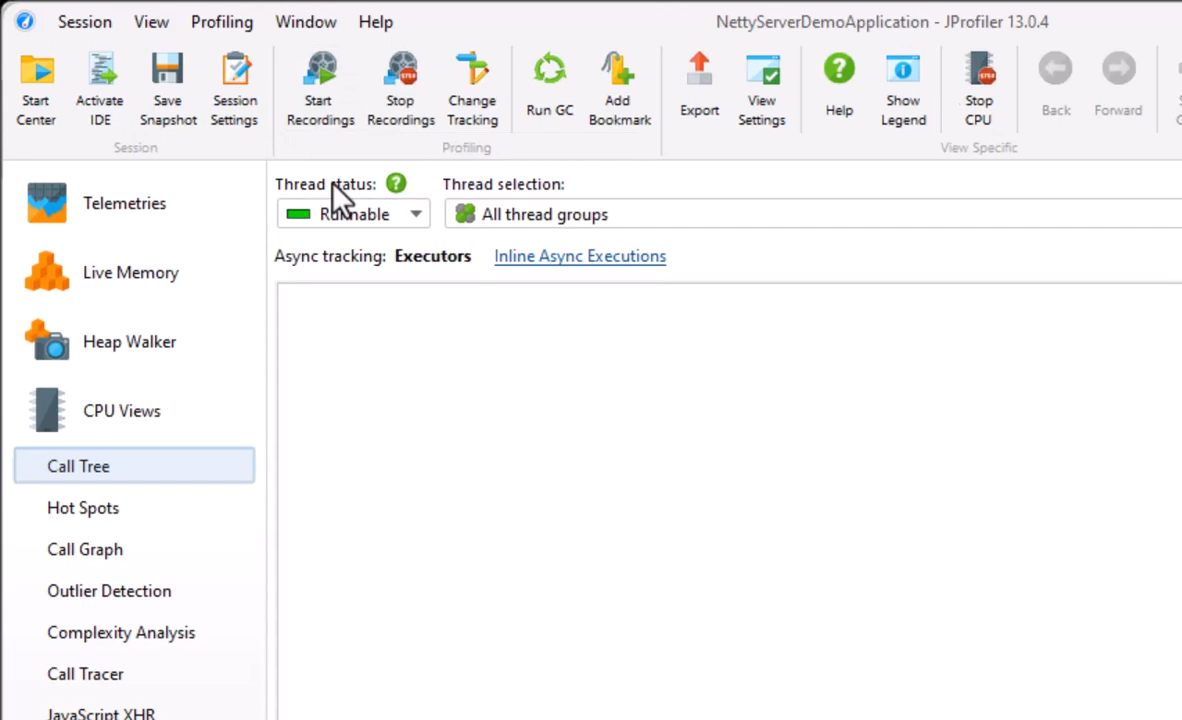 Session View Profiling Window Help NettyServerDemoApplication - JProfiler 13.0.4
Start Center
Activate IDE
Save Snapshot
Session Settings
Start Recordings
Stop Recordings
Change Tracking
Run GC
Add Bookmark
Export
View Settings
Help
Show Legend
Stop CPU
Back
Forward
Session Profiling View Specific
Thread status: Thread selection:
Runnable All thread groups
Async tracking: Executors Inline Async Executions
Telemetries
Live Memory
Heap Walker
CPU Views
Call Tree
Hot Spots
Call Graph
Outlier Detection
Complexity Analysis
Call Tracer
JavaScript XHR